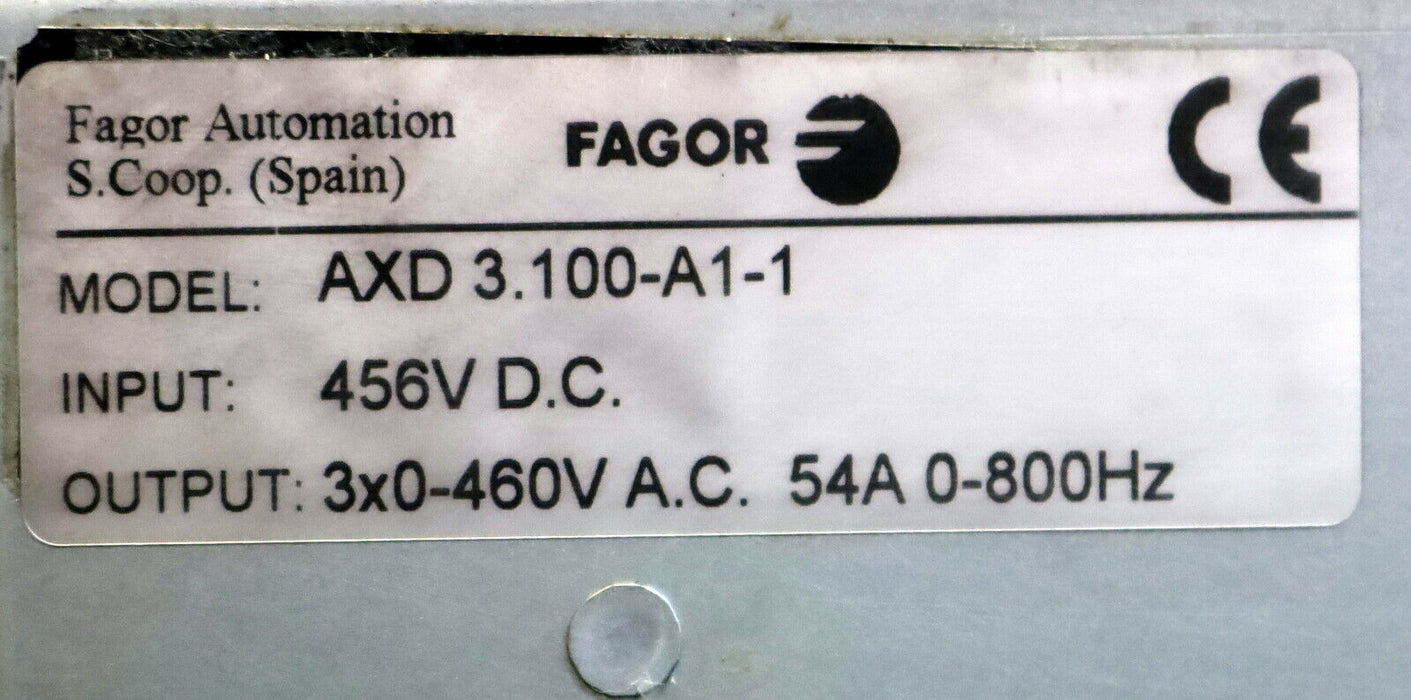 Fagor Automation
S.Coop. (Spain)
FAGOR
CE
MODEL: AXD 3.100-A1-1
INPUT: 456V D.C.
OUTPUT: 3x0-460V A.C. 54A 0-800Hz